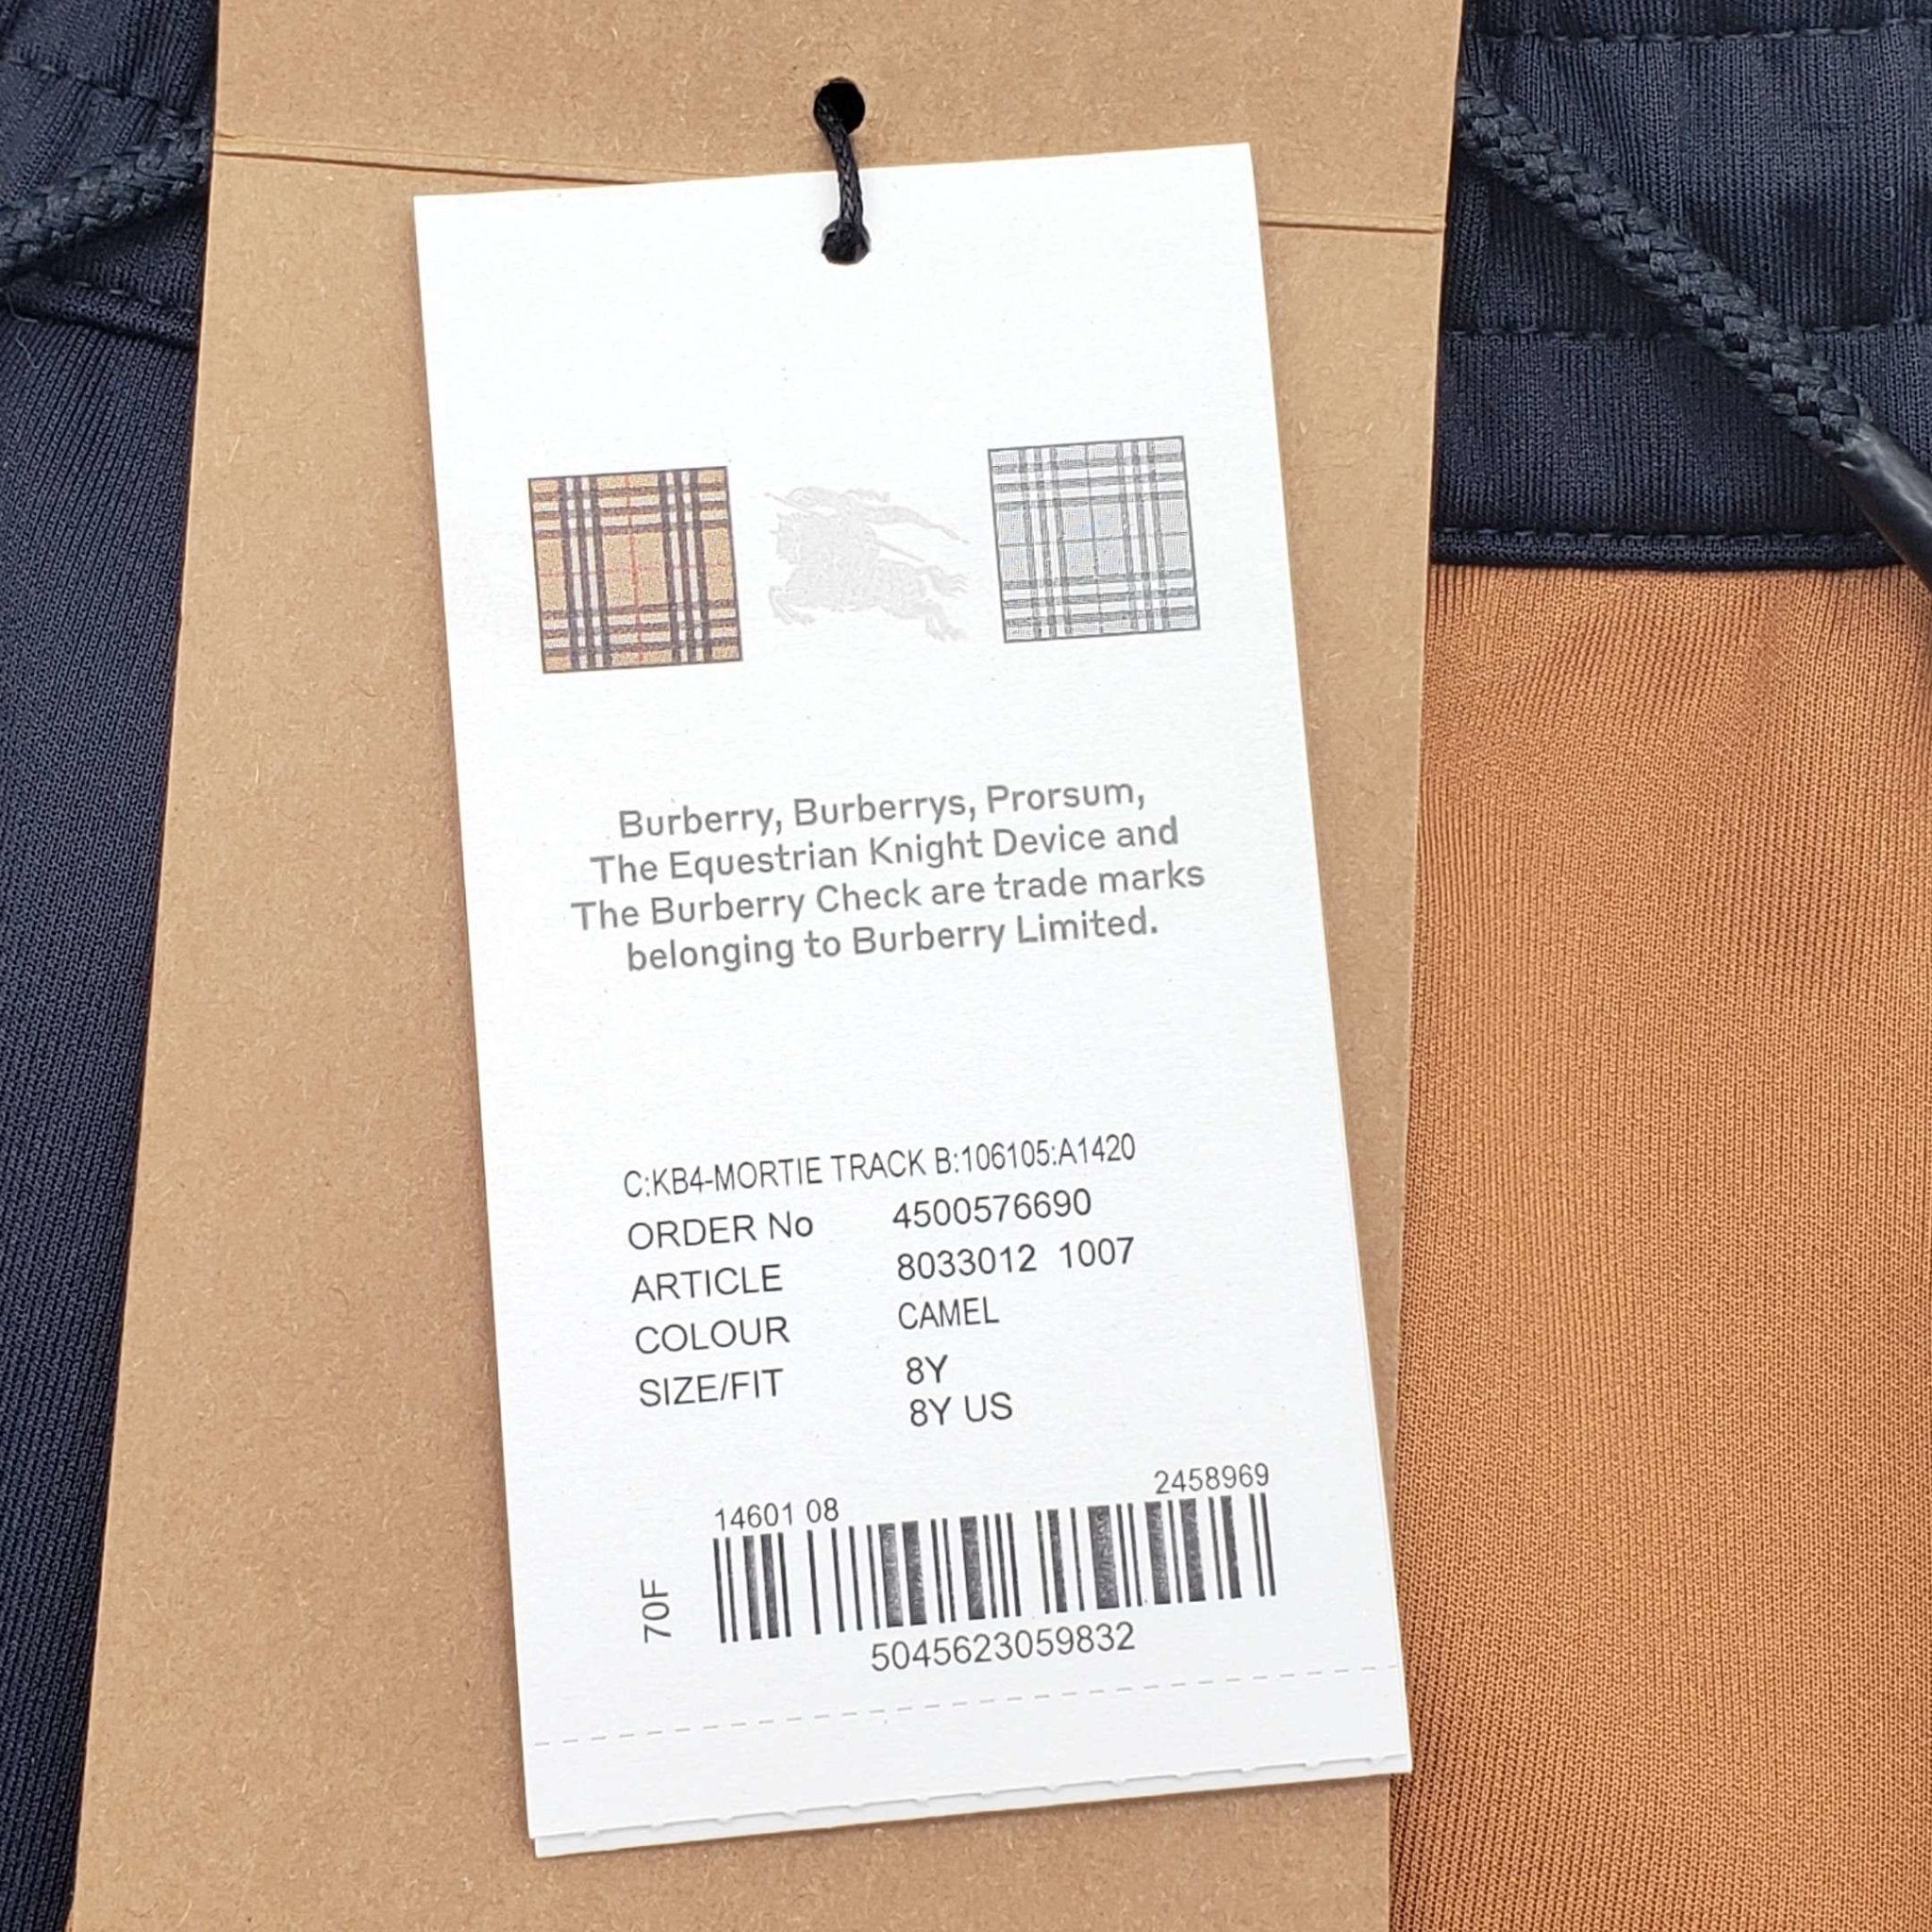 Burberry, Burberrys, Prorsum,
The Equestrian Knight Device and
The Burberry Check are trade marks
belonging to Burberry Limited.
C:KB4-MORTIE TRACK B:106105:A1420
ORDER No 4500576690
ARTICLE 8033012 1007
COLOUR CAMEL
SIZE/FIT 8Y
8Y US
14601 08 2458969
70F
5045623059832